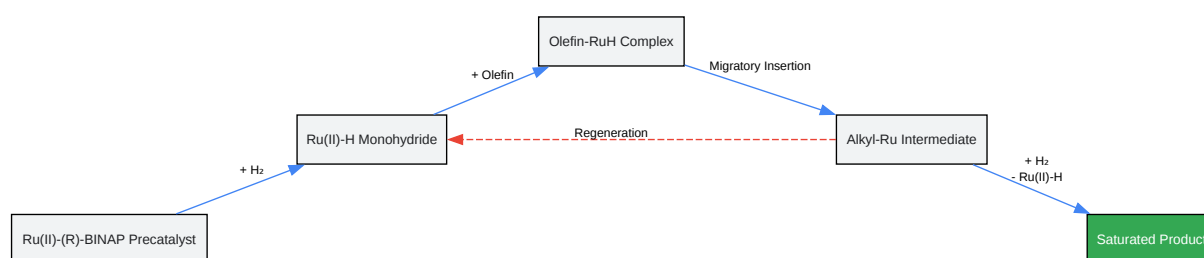 Olefin-RuH Complex
+ Olefin
Migratory Insertion
Ru(II)-H Monohydride
Regeneration
Alkyl-Ru Intermediate
+ H₂
+ H₂
- Ru(II)-H
Ru(II)-(R)-BINAP Precatalyst
Saturated Product